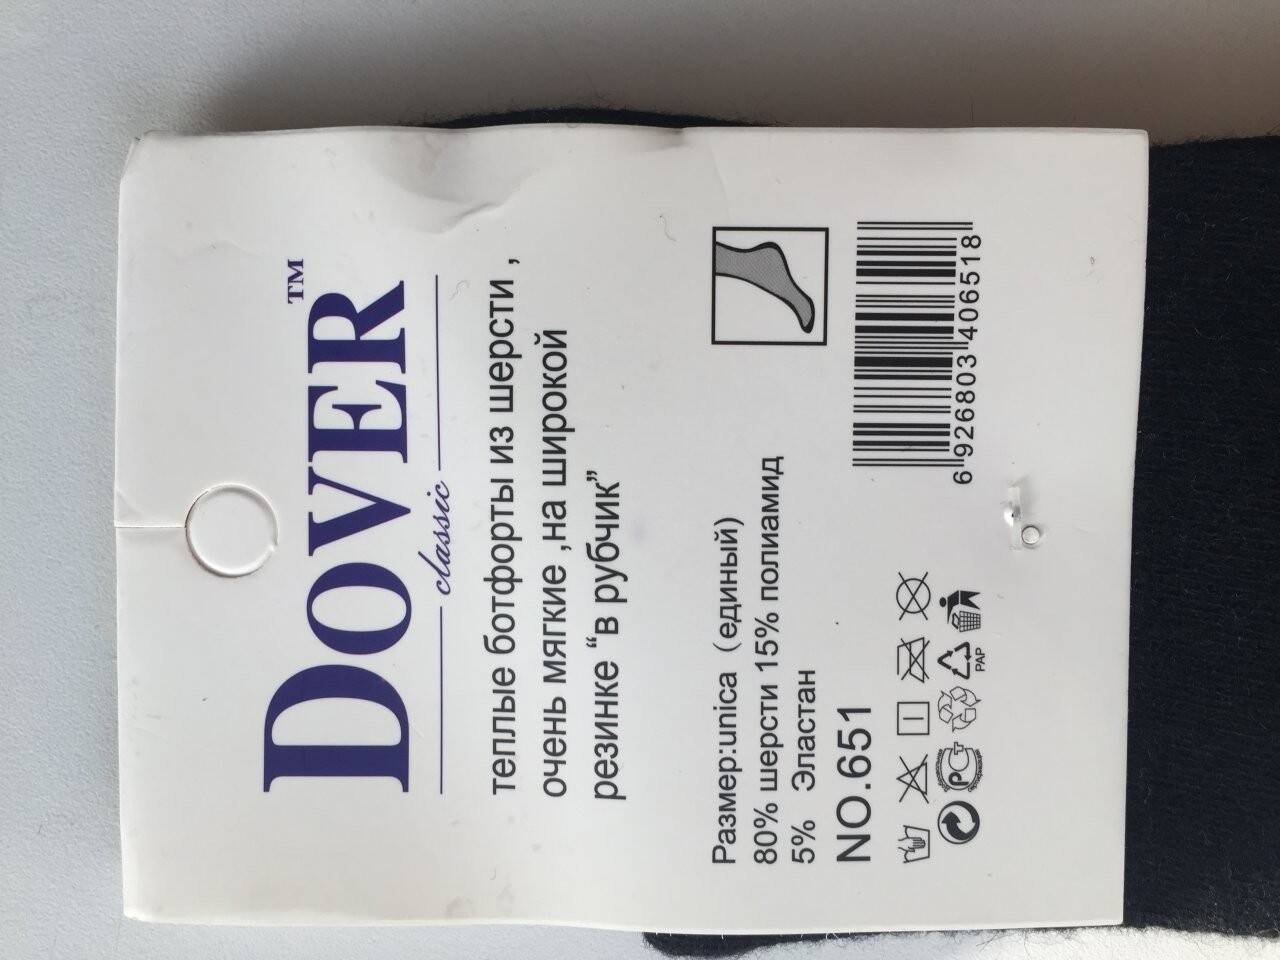 DOVER™
classic
теплые ботфорты из шерсти ,
очень мягкие ,на широкой
резинке “в рубчик”
Размер:unica（единый)
80% шерсти 15% полиамид
5% Эластан
NO.651
PAP
6 926803 406518